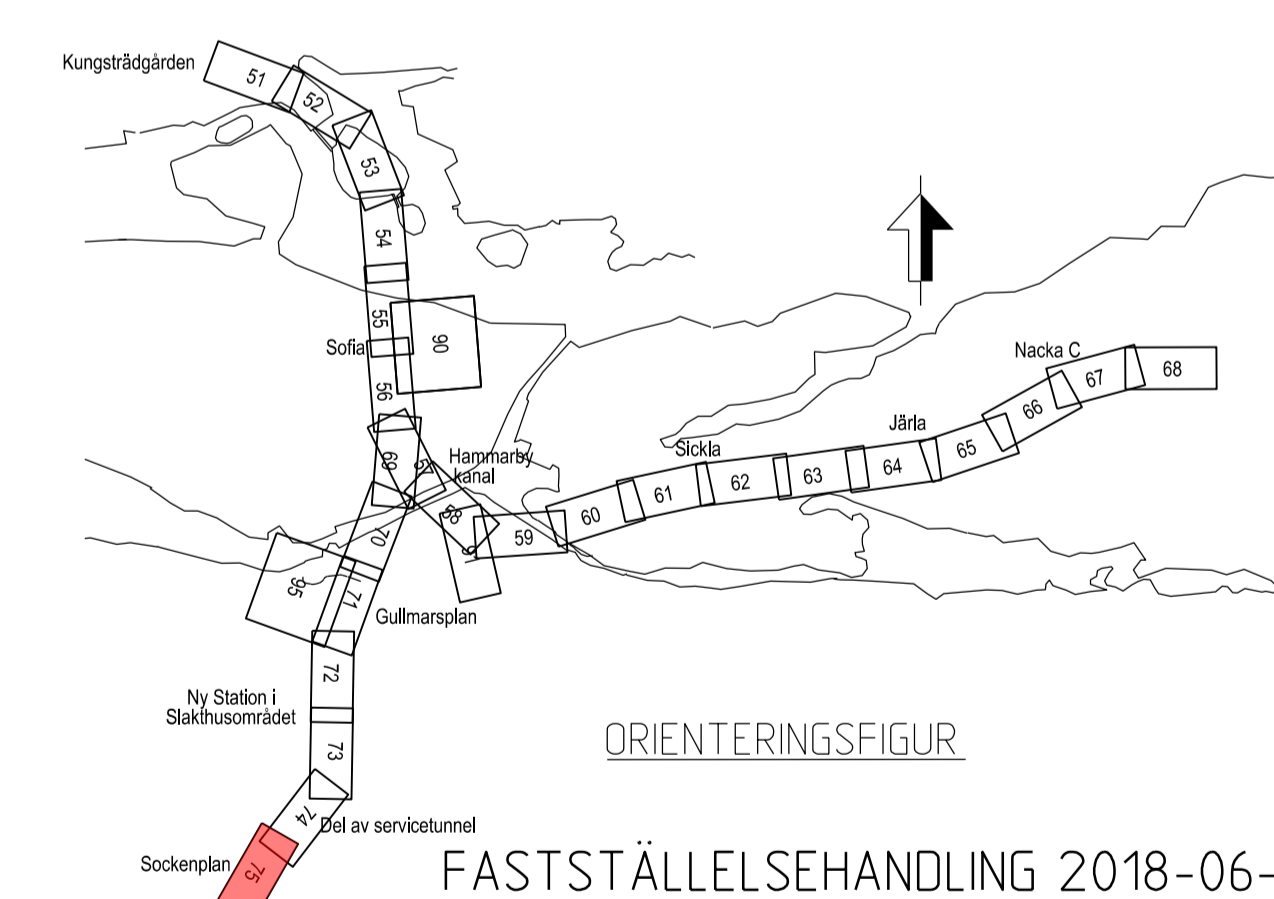 Kungsträdgården
51
52
53
54
55
Sofia
90
56
Nacka C
67
68
66
Järla
65
Sickla
64
63
62
61
60
59
69
57
Hammarby
kanal
58
70
95
71
Gullmarsplan
72
Ny Station i
Slakthusområdet
73
ORIENTERINGSFIGUR
74
Del av servicetunnel
Sockenplan
75
FASTSTÄLLELSEHANDLING 2018-06-